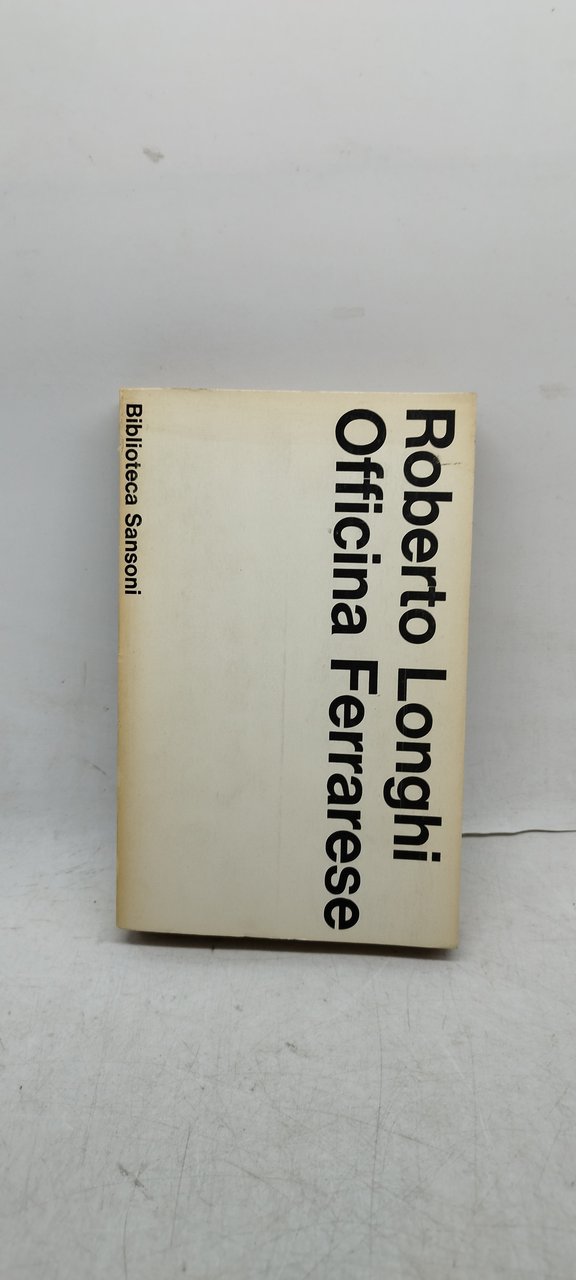 Roberto Longhi
Officina Ferrarese
Biblioteca Sansoni